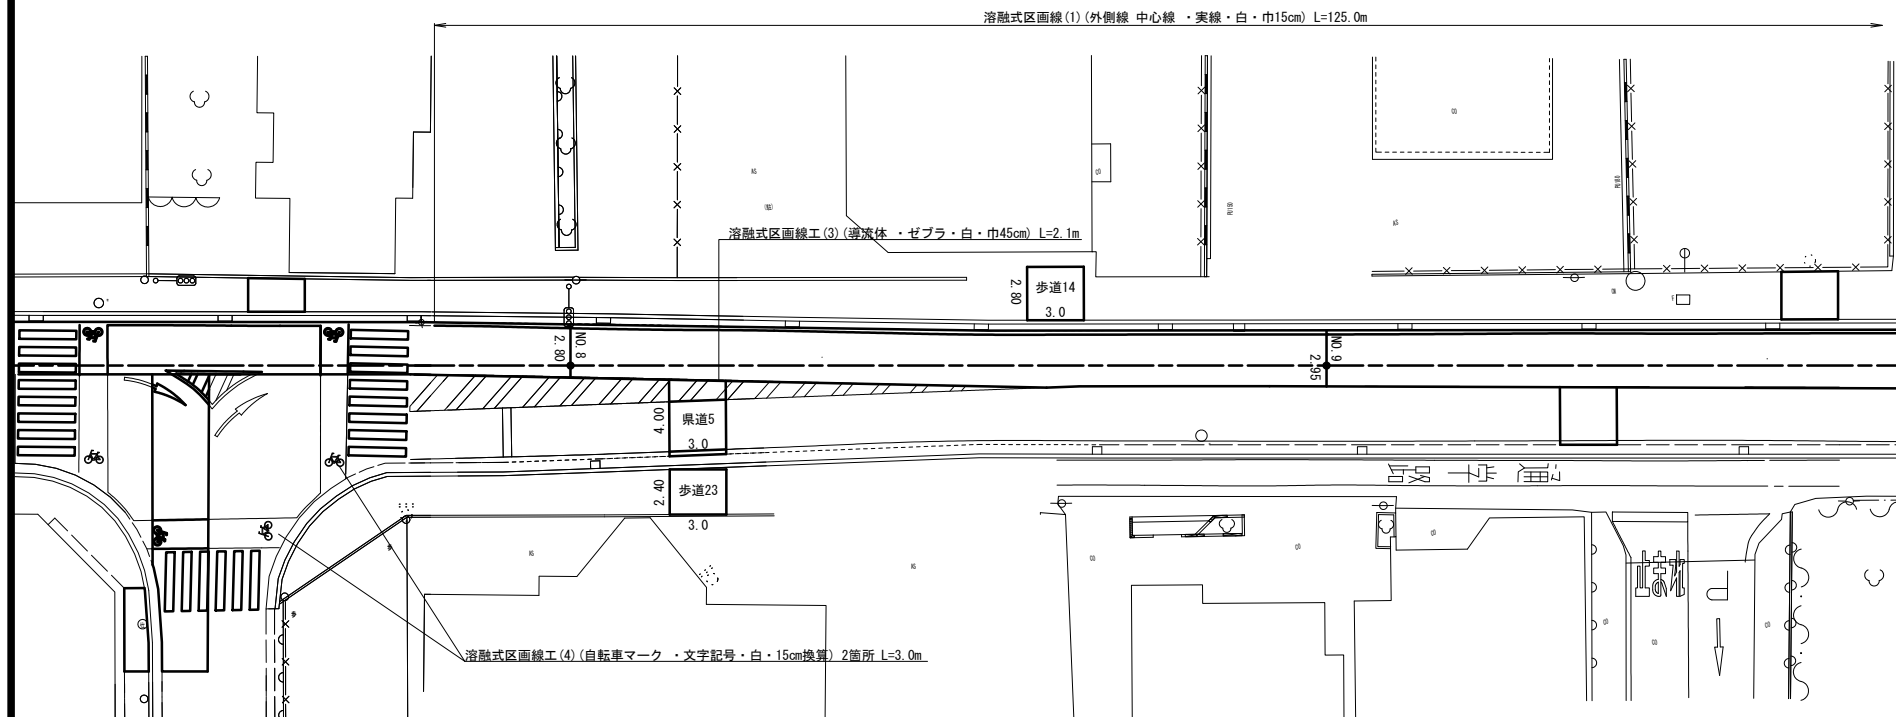 溶融式区画線(1)(外側線 中心線 ・実線・白・巾15cm) L=125.0m
溶融式区画線工(3)(導流体 ・ゼブラ・白・巾45cm) L=2.1m
歩道14
2.80
3.0
NO.8
2.80
NO.9
2.95
県道5
4.00
3.0
歩道23
2.40
3.0
溶融式区画線工(4)(自転車マーク ・文字記号・白・15cm換算) 2箇所 L=3.0m
AS
AS
AS
AS
P